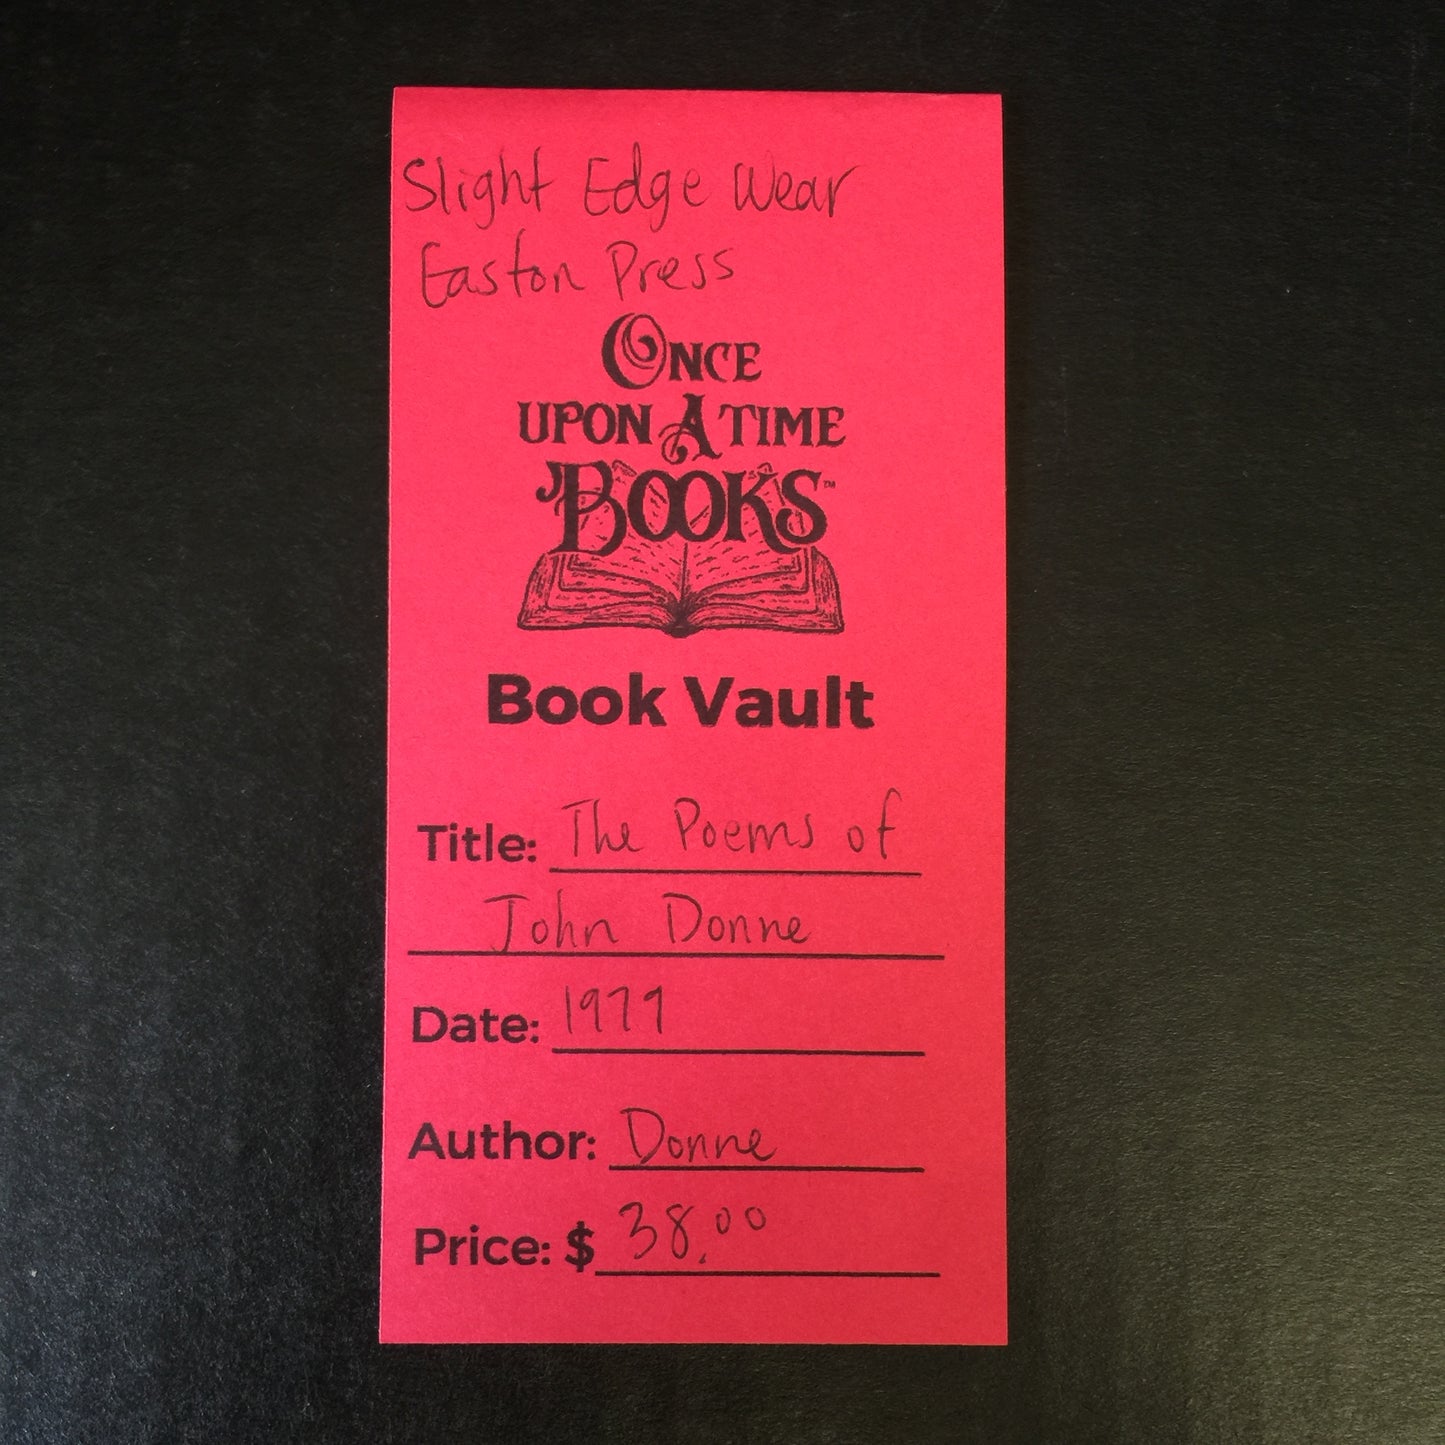 Slight Edge Wear
Easton Press
ONCE
UPON A TIME
BOOKS™
Book Vault
Title: The Poems of
John Donne
Date: 1979
Author: Donne
Price: $ 38.00